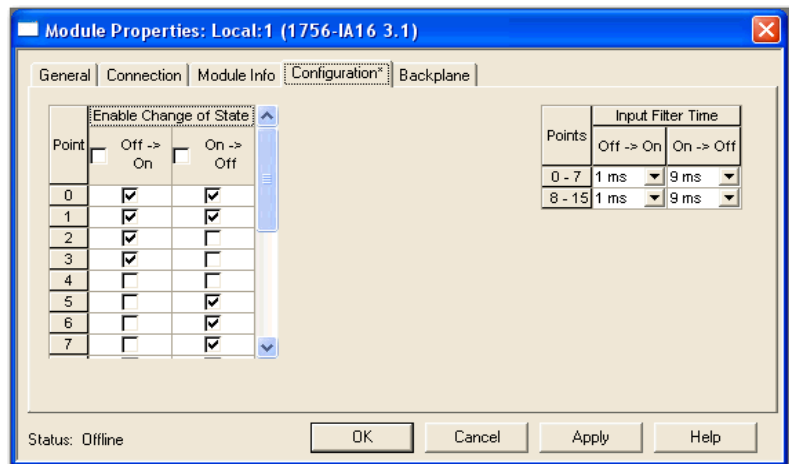 Module Properties: Local:1 (1756-IA16 3.1)
General Connection Module Info Configuration* Backplane
Enable Change of State
Point Off -> On On -> Off
0
1
2
3
4
5
6
7
Input Filter Time
Points Off -> On On -> Off
0 - 7 1 ms 9 ms
8 - 15 1 ms 9 ms
Status: Offline OK Cancel Apply Help